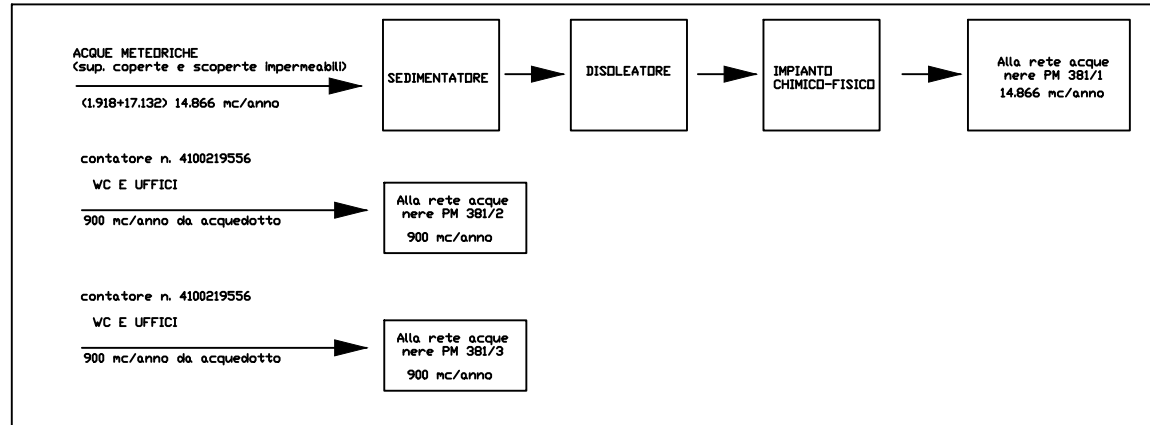 ACQUE METEORICHE
(sup. coperte e scoperte impermeabili)
(1.918+17.132) 14.866 mc/anno
SEDIMENTATORE
DISOLEATORE
IMPIANTO
CHIMICO-FISICO
Alla rete acque
nere PM 381/1
14.866 mc/anno
contatore n. 4100219556
WC E UFFICI
900 mc/anno da acquedotto
Alla rete acque
nere PM 381/2
900 mc/anno
contatore n. 4100219556
WC E UFFICI
900 mc/anno da acquedotto
Alla rete acque
nere PM 381/3
900 mc/anno